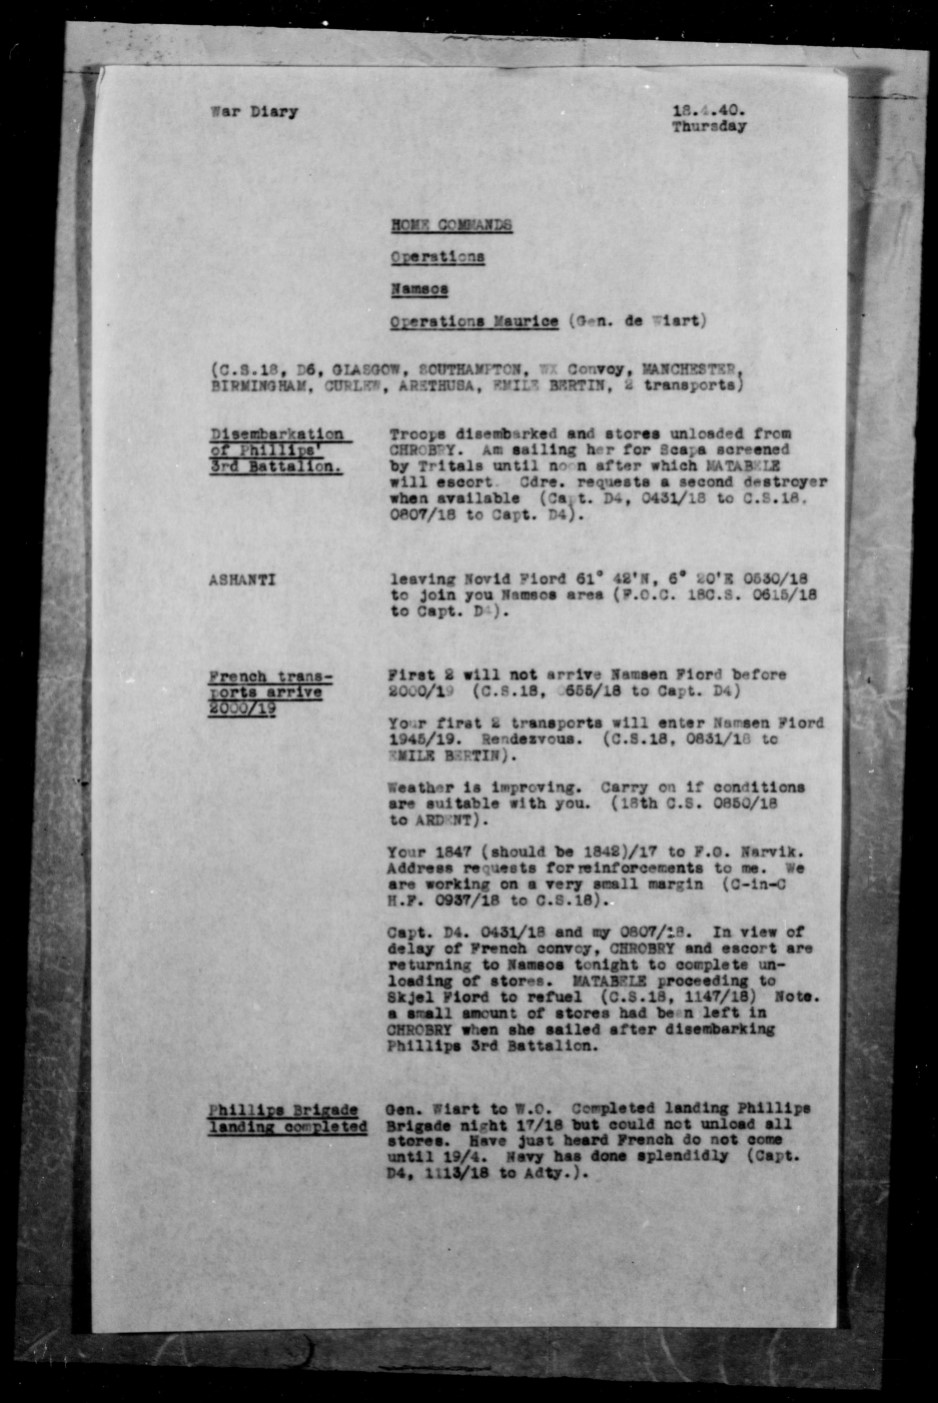 War Diary
18.4.40.
Thursday
HOME COMMANDS
Operations
Namsos
Operations Maurice (Gen. de Wiart)
(C.S.18, D6, GLASGOW, SOUTHAMPTON, Convoy, MANCHESTER,
BIRMINGHAM, CURLEW, ARETHUSA, EMILE BERTIN, 2 transports)
Disembarkation
of Phillips'
3rd Battalion.
Troops disembarked and stores unloaded from
CHROBRY. Am sailing her for Scapa screened
by Tritals until noon after which MATABELE
will escort. Cdre. requests a second destroyer
when available (Capt. D4, 0431/18 to C.S.18,
0807/18 to Capt. D4).
ASHANTI
leaving Novid Fiord 61° 42'N, 6° 20'E 0530/18
to join you Namsos area (F.O.C. 18C.S. 0615/18
to Capt. D4).
French trans-
ports arrive
2000/19
First 2 will not arrive Namsen Fiord before
2000/19 (C.S.18, 0655/18 to Capt. D4)
Your first 2 transports will enter Namsen Fiord
1945/19. Rendezvous. (C.S.18, 0831/18 to
EMILE BERTIN).
Weather is improving. Carry on if conditions
are suitable with you. (18th C.S. 0850/18
to ARDENT).
Your 1847 (should be 1842)/17 to F.O. Narvik.
Address requests for reinforcements to me. We
are working on a very small margin (C-in-C
H.F. 0937/18 to C.S.18).
Capt. D4. 0431/18 and my 0807/18. In view of
delay of French convoy, CHROBRY and escort are
returning to Namsos tonight to complete un-
loading of stores. MATABELE proceeding to
Skjel Fiord to refuel (C.S.18, 1147/18) Note.
a small amount of stores had been left in
CHROBRY when she sailed after disembarking
Phillips 3rd Battalion.
Phillips Brigade
landing completed
Gen. Wiart to W.O. Completed landing Phillips
Brigade night 17/18 but could not unload all
stores. Have just heard French do not come
until 19/4. Navy has done splendidly (Capt.
D4, 1113/18 to Adty.).